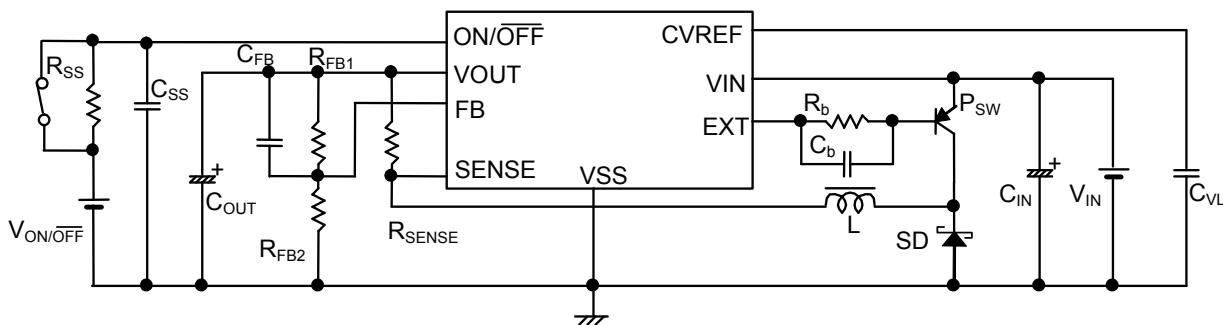 ON/OFF
CVREF
C_FB
R_FB1
R_SS
VOUT
VIN
C_SS
R_b
P_SW
FB
EXT
C_b
SENSE
VSS
+
C_OUT
+
C_IN
V_IN
C_VL
V_ON/OFF
R_SENSE
L
SD
R_FB2